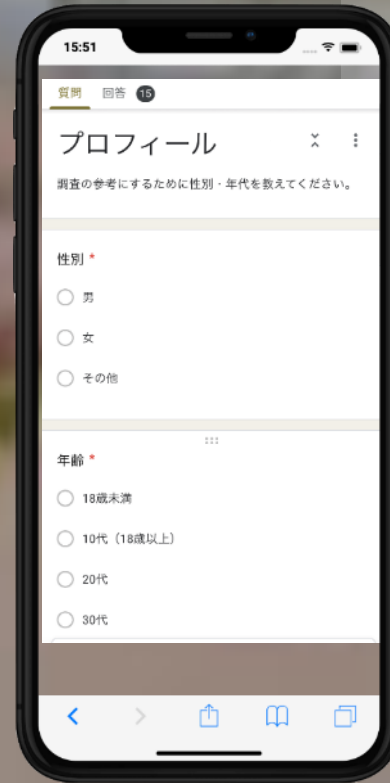 15:51
質問 回答 15
プロフィール
調査の参考にするために性別・年代を教えてください。
性別 *
男
女
その他
年齢 *
18歳未満
10代（18歳以上）
20代
30代